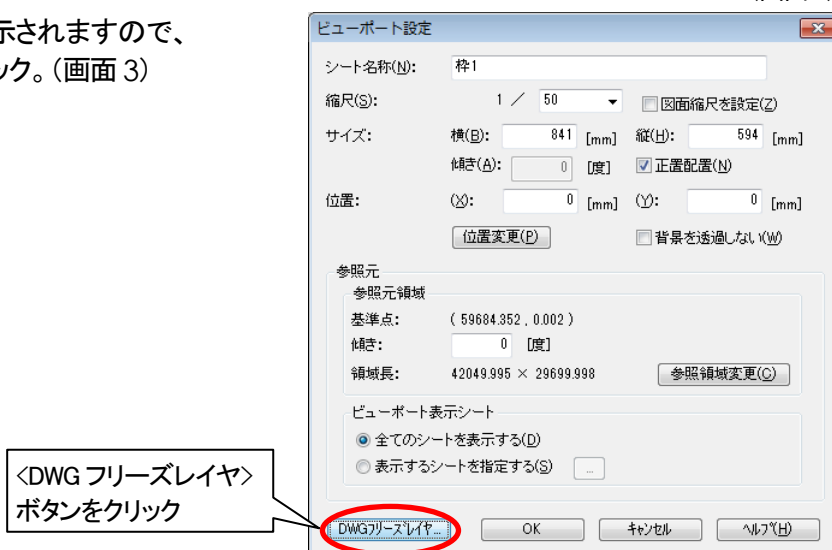 示されますので、
ック。(画面 3)
ビューポート設定
シート名称(N): 枠1
縮尺(S): 1 / 50 図面縮尺を設定(Z)
サイズ: 横(B): 841 [mm] 縦(H): 594 [mm]
傾き(A): 0 [度] 正置配置(N)
位置: (X): 0 [mm] (Y): 0 [mm]
位置変更(P) 背景を透過しない(W)
参照元
参照元領域
基準点: ( 59684.352 , 0.002 )
傾き: 0 [度]
領域長: 42049.995 × 29699.998 参照領域変更(C)
ビューポート表示シート
全てのシートを表示する(D)
表示するシートを指定する(S) ...
<DWG フリーズレイヤ>
ボタンをクリック
DWGフリーズレイヤ... OK キャンセル ヘルプ(H)